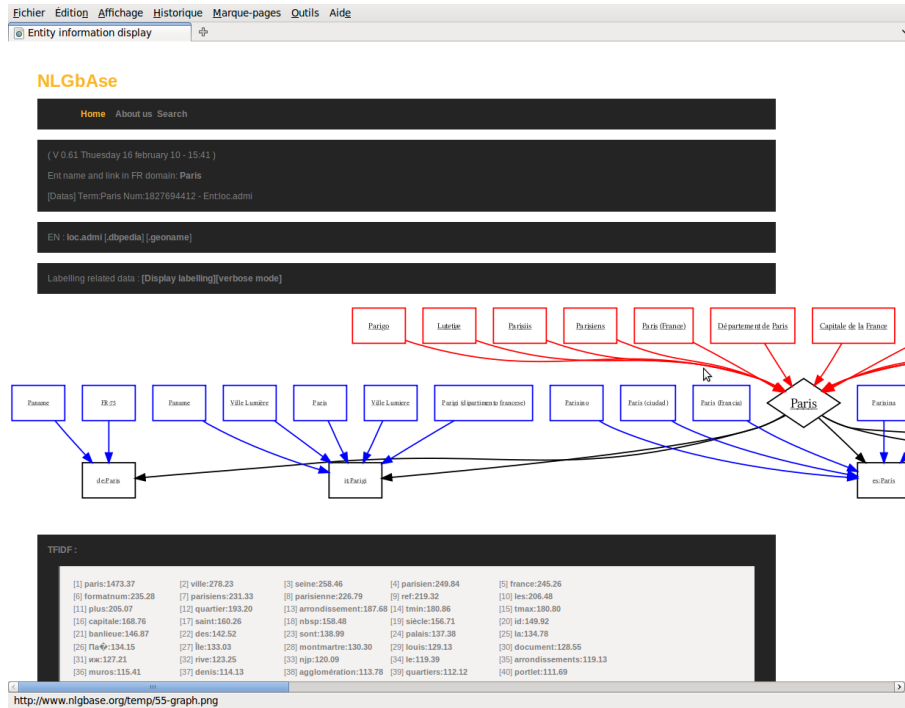 Fichier Édition Affichage Historique Marque-pages Outils Aide
Entity information display
NLGbAse
Home About us Search
( V 0.61 Thuesday 16 february 10 - 15:41 )
Ent name and link in FR domain: Paris
[Datas] Term:Paris Num:1827694412 - Ent:loc.admi
EN : loc.admi [.dbpedia] [.geoname]
Labelling related data : [Display labelling][verbose mode]
Parigo Lutetiae Parisiis Parisiens Paris (France) Département de Paris Capitale de la France
Paname FR-75 Paname Ville Lumière Paris Ville Lumiere Parigi (dipartimento francese) Parisino Paris (ciudad) Paris (Francia) Paris Parisina
de:Paris it:Parigi es:Paris
TFIDF :
[1] paris:1473.37 [2] ville:278.23 [3] seine:258.46 [4] parisien:249.84 [5] france:245.26
[6] formatnum:235.28 [7] parisiens:231.33 [8] parisienne:226.79 [9] ref:219.32 [10] les:206.48
[11] plus:205.07 [12] quartier:193.20 [13] arrondissement:187.68 [14] tmin:180.86 [15] tmax:180.80
[16] capitale:168.76 [17] saint:160.26 [18] nbsp:158.48 [19] siècle:156.71 [20] id:149.92
[21] banlieue:146.87 [22] des:142.52 [23] sont:138.99 [24] palais:137.38 [25] la:134.78
[26] Па�:134.15 [27] Île:133.03 [28] montmartre:130.30 [29] louis:129.13 [30] document:128.55
[31] иж:127.21 [32] rive:123.25 [33] njp:120.09 [34] le:119.39 [35] arrondissements:119.13
[36] muros:115.41 [37] denis:114.13 [38] agglomération:113.78 [39] quartiers:112.12 [40] portlet:111.69
http://www.nlgbase.org/temp/55-graph.png